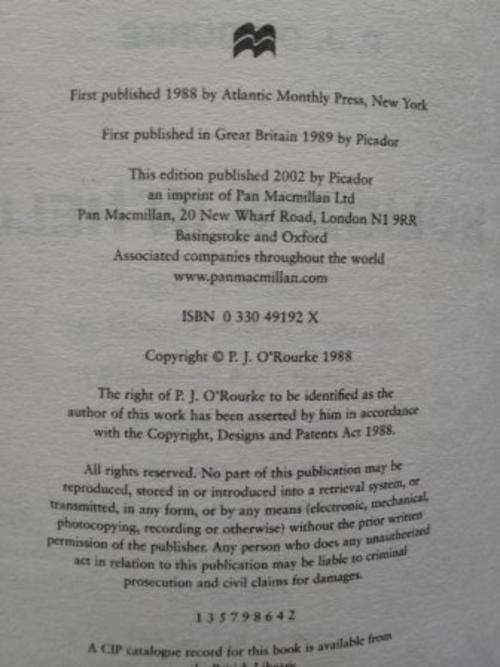 First published 1988 by Atlantic Monthly Press, New York
First published in Great Britain 1989 by Picador
This edition published 2002 by Picador
an imprint of Pan Macmillan Ltd
Pan Macmillan, 20 New Wharf Road, London N1 9RR
Basingstoke and Oxford
Associated companies throughout the world
www.panmacmillan.com
ISBN 0 330 49192 X
Copyright © P. J. O'Rourke 1988
The right of P. J. O'Rourke to be identified as the
author of this work has been asserted by him in accordance
with the Copyright, Designs and Patents Act 1988.
All rights reserved. No part of this publication may be
reproduced, stored in or introduced into a retrieval system, or
transmitted, in any form, or by any means (electronic, mechanical,
photocopying, recording or otherwise) without the prior written
permission of the publisher. Any person who does any unauthorized
act in relation to this publication may be liable to criminal
prosecution and civil claims for damages.
1 3 5 7 9 8 6 4 2
A CIP catalogue record for this book is available from